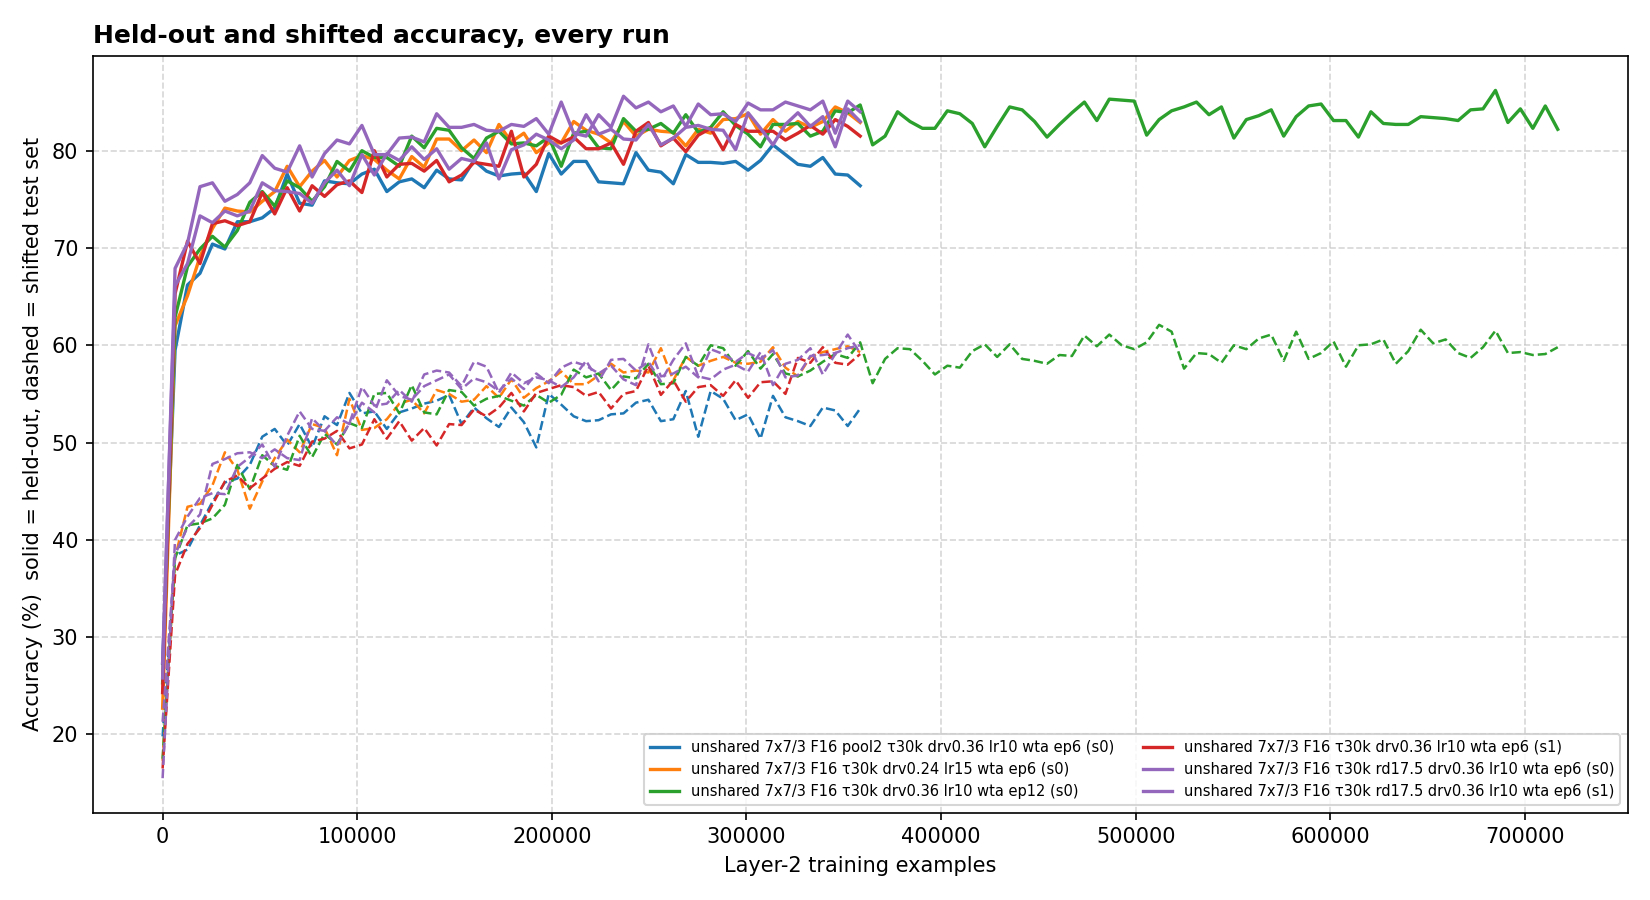 Held-out and shifted accuracy, every run
Accuracy (%)  solid = held-out, dashed = shifted test set
80
70
60
50
40
30
20
0
100000
200000
300000
400000
500000
600000
700000
Layer-2 training examples
unshared 7x7/3 F16 pool2 τ30k drv0.36 lr10 wta ep6 (s0)
unshared 7x7/3 F16 τ30k drv0.24 lr15 wta ep6 (s0)
unshared 7x7/3 F16 τ30k drv0.36 lr10 wta ep12 (s0)
unshared 7x7/3 F16 τ30k drv0.36 lr10 wta ep6 (s1)
unshared 7x7/3 F16 τ30k rd17.5 drv0.36 lr10 wta ep6 (s0)
unshared 7x7/3 F16 τ30k rd17.5 drv0.36 lr10 wta ep6 (s1)